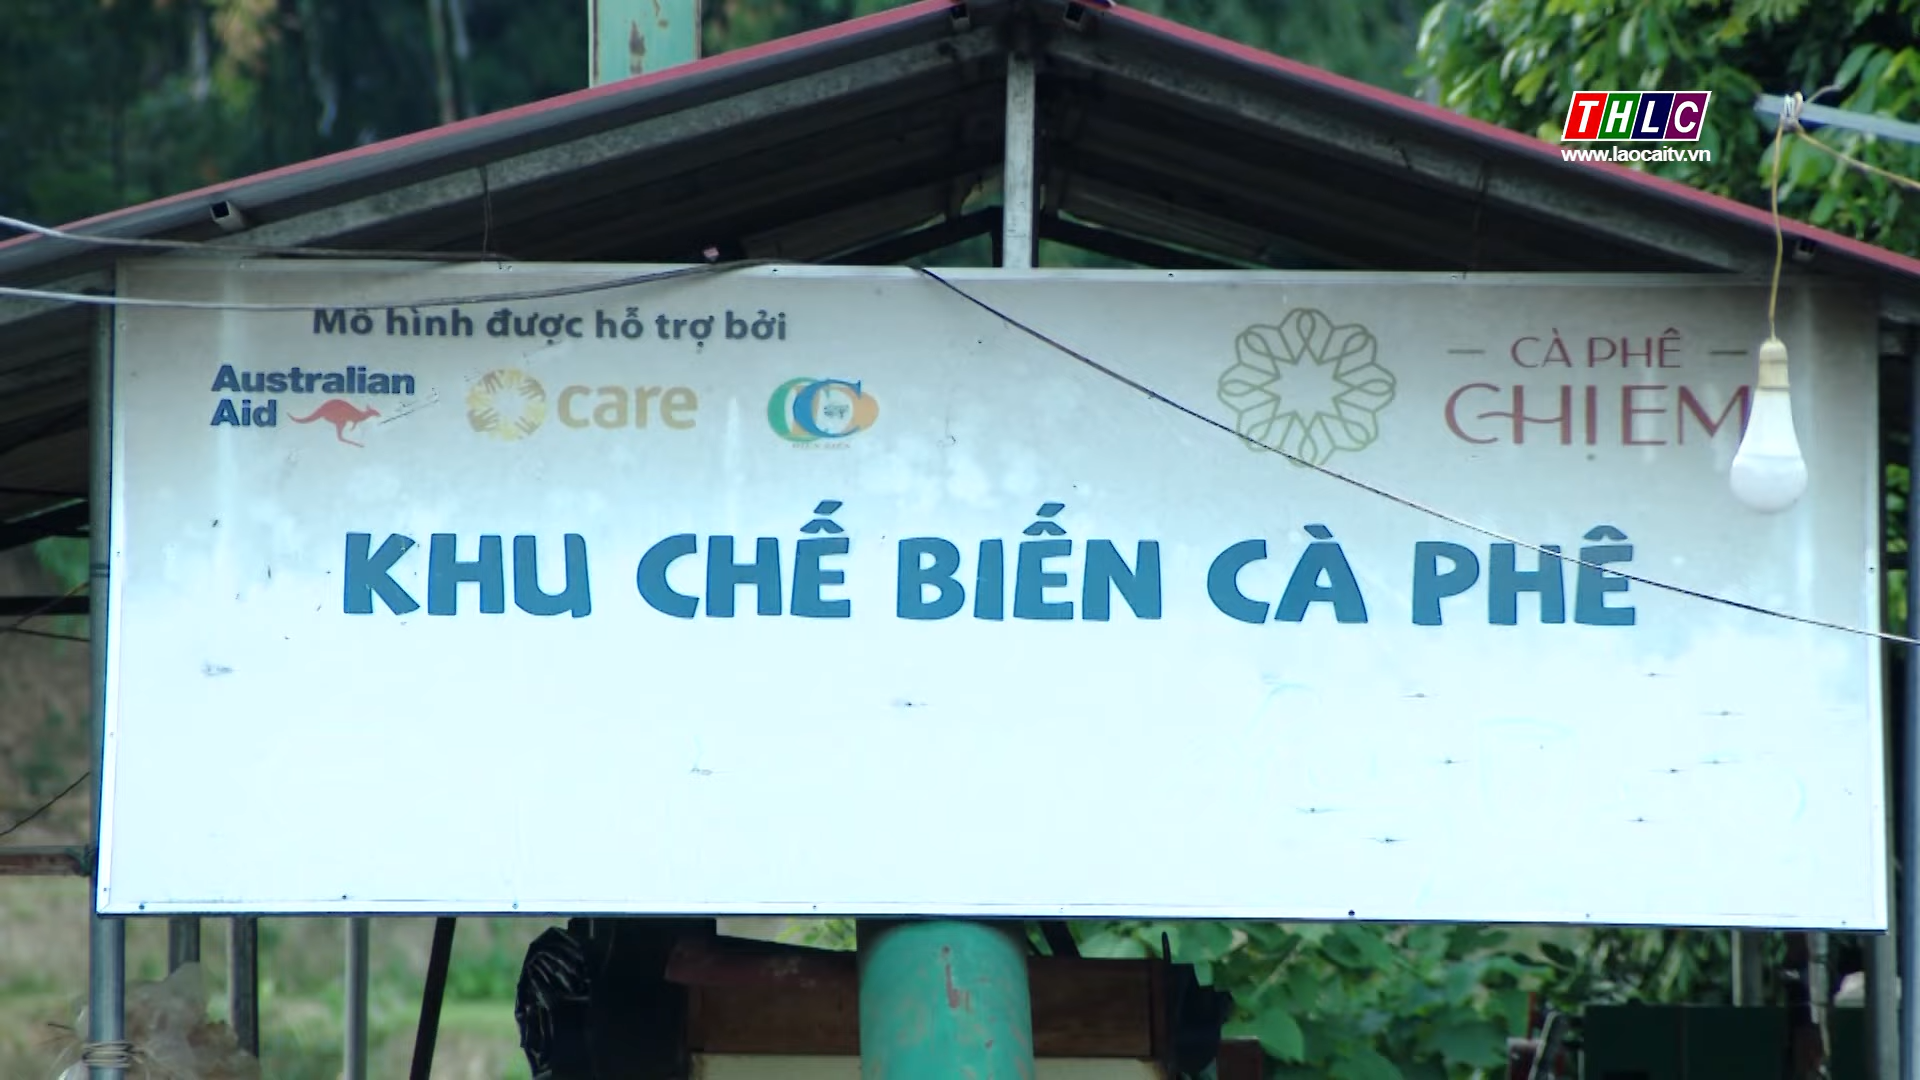 THLC
www.laocaitv.vn
Mô hình được hỗ trợ bởi
Australian
Aid
care
CÀ PHÊ
CHỊ EM
KHU CHẾ BIẾN CÀ PHÊ